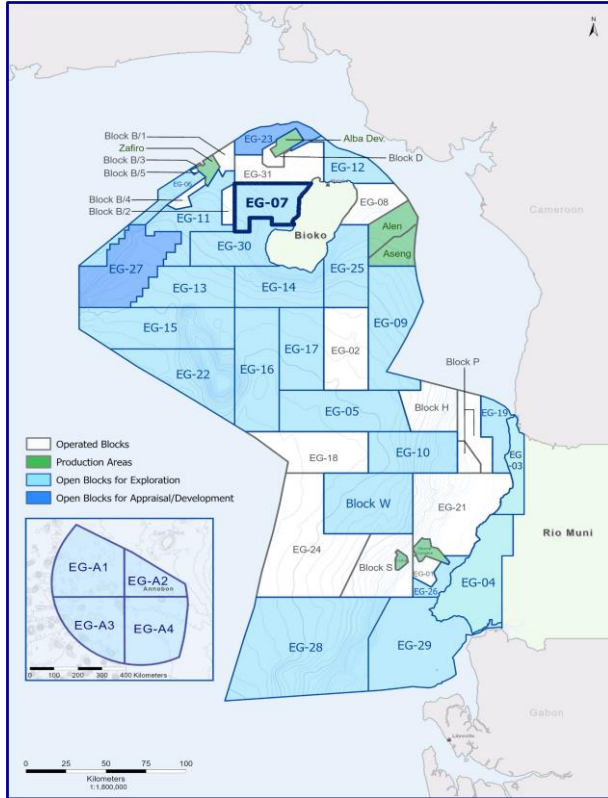 N
Block B/1
Zafiro
Block B/3
Block B/5
Block B/4
Block B/2
EG-06
EG-23
Alba Dev.
Block D
EG-31
EG-12
EG-07
EG-08
Cameroon
EG-11
Bioko
Alen
EG-30
Aseng
EG-27
EG-25
EG-13
EG-14
EG-09
EG-15
EG-17
EG-02
EG-22
EG-16
Block P
EG-05
Block H
EG-19
EG-18
EG-10
EG
-03
Operated Blocks
Production Areas
Open Blocks for Exploration
Open Blocks for Appraisal/Development
Block W
EG-21
Rio Muni
EG-24
Block S
EG-01
EG-04
EG-26
EG-A1
EG-A2
Annobon
EG-A3
EG-A4
0 100 200 300 400 Kilometers
EG-28
EG-29
Gabon
Libreville
0 25 50 75 100
Kilometers
1:1,800,000